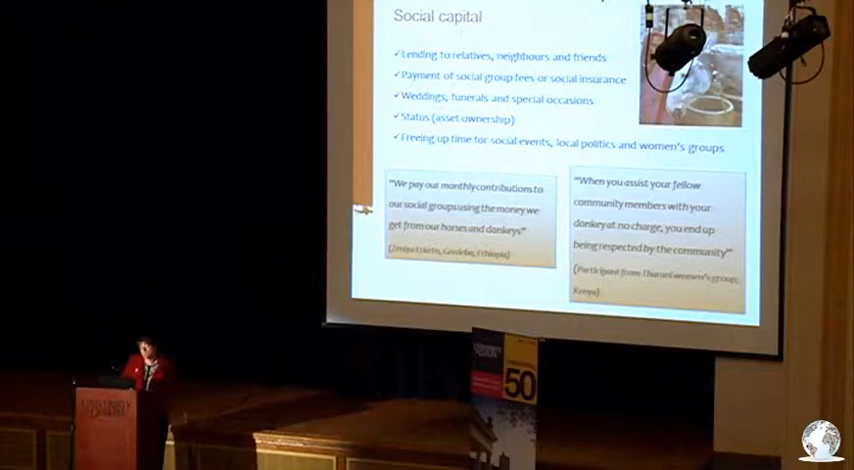 Social capital
✓Lending to relatives, neighbours and friends
✓Payment of social group fees or social insurance
✓Weddings, funerals and special occasions
✓Status (asset ownership)
✓Freeing up time for social events, local politics and women's groups
"We pay our monthly contributions to
our social groups using the money we
get from our horses and donkeys"
Ethiopia)
"When you assist your fellow
community members with your
donkey at no charge, you end up
being respected by the community"
(Participant from women's group,
Kenya)
UNIVERSITY
50